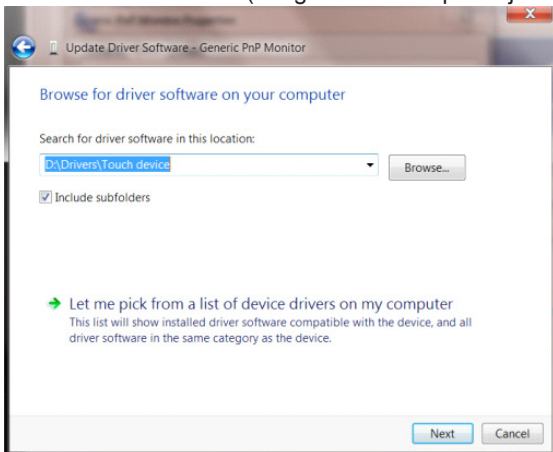 Update Driver Software - Generic PnP Monitor
Browse for driver software on your computer
Search for driver software in this location:
D:\Drivers\Touch device
Browse...
Include subfolders
Let me pick from a list of device drivers on my computer
This list will show installed driver software compatible with the device, and all
driver software in the same category as the device.
Next
Cancel